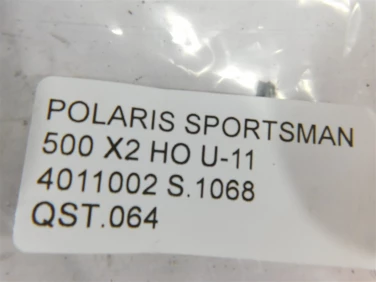 POLARIS SPORTSMAN
500 X2 HO U-11
4011002 S.1068
QST.064